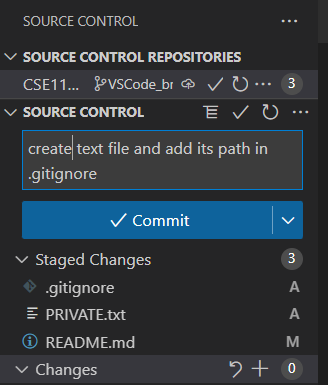 SOURCE CONTROL
SOURCE CONTROL REPOSITORIES
CSE11... VSCode_br 3
SOURCE CONTROL
create text file and add its path in
.gitignore
Commit
Staged Changes 3
.gitignore A
PRIVATE.txt A
README.md M
Changes 0